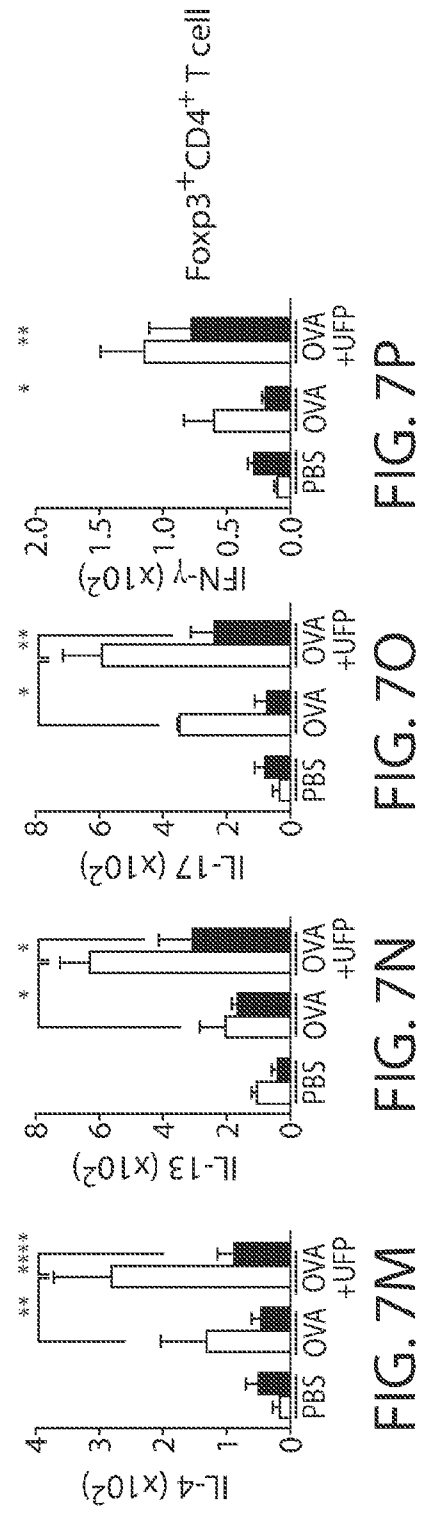 IL-4 (x10²)
4
3
2
1
0
** ****
PBS OVA OVA +UFP
FIG. 7M
IL-13 (x10²)
8
6
4
2
0
* *
PBS OVA OVA +UFP
FIG. 7N
IL-17 (x10²)
8
6
4
2
0
* **
PBS OVA OVA +UFP
FIG. 7O
IFN-γ (x10²)
2.0
1.5
1.0
0.5
0.0
* **
PBS OVA OVA +UFP
FIG. 7P
Foxp3⁺CD4⁺ T cell